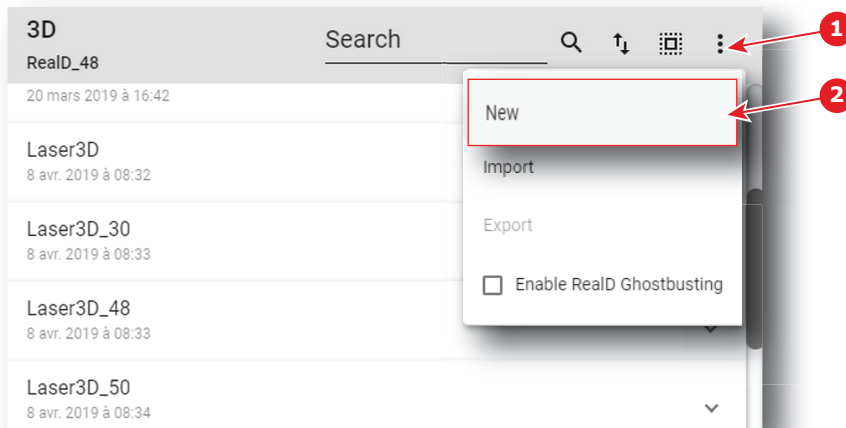 3D
RealD_48
Search
1
2
20 mars 2019 à 16:42
New
Laser3D
8 avr. 2019 à 08:32
Import
Laser3D_30
8 avr. 2019 à 08:33
Export
Enable RealD Ghostbusting
Laser3D_48
8 avr. 2019 à 08:33
Laser3D_50
8 avr. 2019 à 08:34